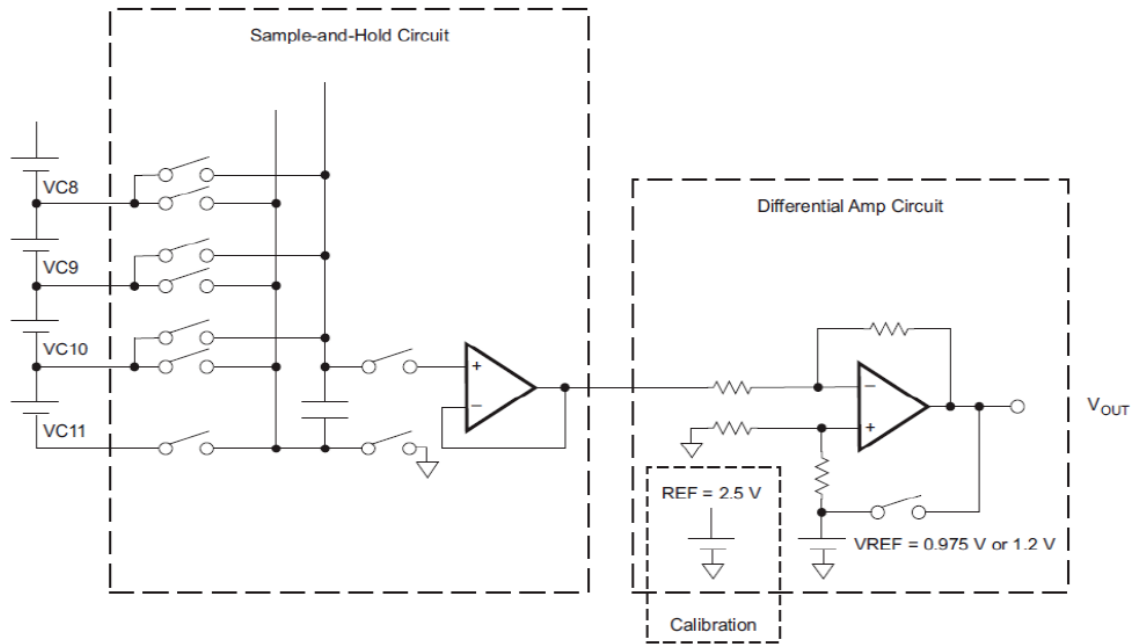 Sample-and-Hold Circuit
VC8
Differential Amp Circuit
VC9
+
VC10
−
−
+
VOUT
VC11
REF = 2.5 V
VREF = 0.975 V or 1.2 V
Calibration